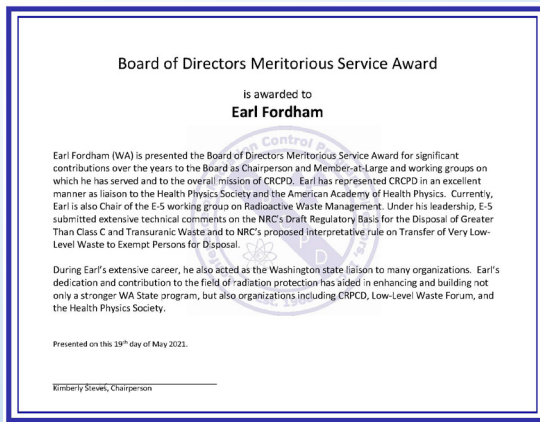 Board of Directors Meritorious Service Award
is awarded to
Earl Fordham
Earl Fordham (WA) is presented the Board of Directors Meritorious Service Award for significant
contributions over the years to the Board as Chairperson and Member-at-Large and working groups on
which he has served and to the overall mission of CRCPD. Earl has represented CRCPD in an excellent
manner as liaison to the Health Physics Society and the American Academy of Health Physics. Currently,
Earl is also Chair of the E-5 working group on Radioactive Waste Management. Under his leadership, E-5
submitted extensive technical comments on the NRC's Draft Regulatory Basis for the Disposal of Greater
Than Class C and Transuranic Waste and to NRC's proposed interpretative rule on Transfer of Very Low-
Level Waste to Exempt Persons for Disposal.
During Earl's extensive career, he also acted as the Washington state liaison to many organizations. Earl's
dedication and contribution to the field of radiation protection has aided in enhancing and building not
only a stronger WA State program, but also organizations including CRPCD, Low-Level Waste Forum, and
the Health Physics Society.
Presented on this 19th day of May 2021.
Kimberly Steves, Chairperson